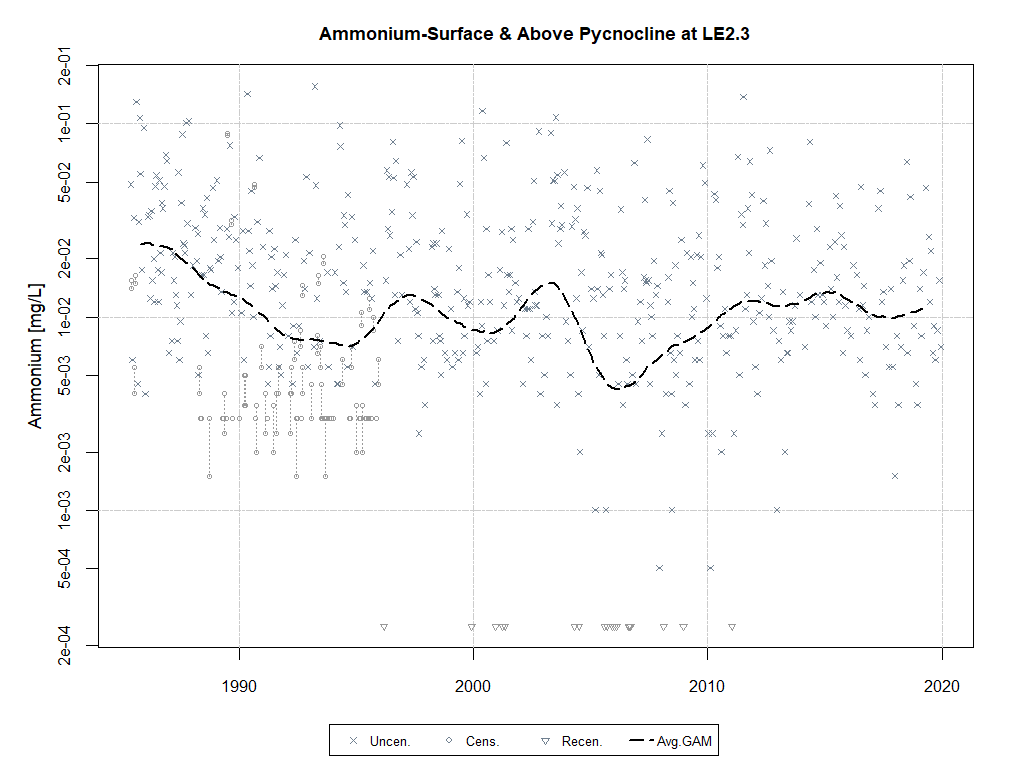 Ammonium-Surface & Above Pycnocline at LE2.3
Ammonium [mg/L]
2e-01
1e-01
5e-02
2e-02
1e-02
5e-03
2e-03
1e-03
5e-04
2e-04
1990 2000 2010 2020
Uncen. Cens. Recen. Avg.GAM